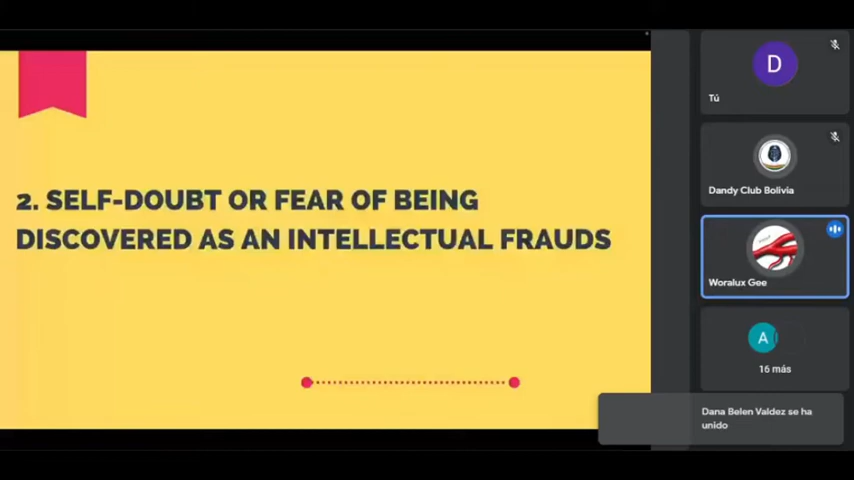 2. SELF-DOUBT OR FEAR OF BEING
DISCOVERED AS AN INTELLECTUAL FRAUDS
D
Tú
Dandy Club Bolivia
Woralux Gee
A
16 más
Dana Belen Valdez se ha
unido